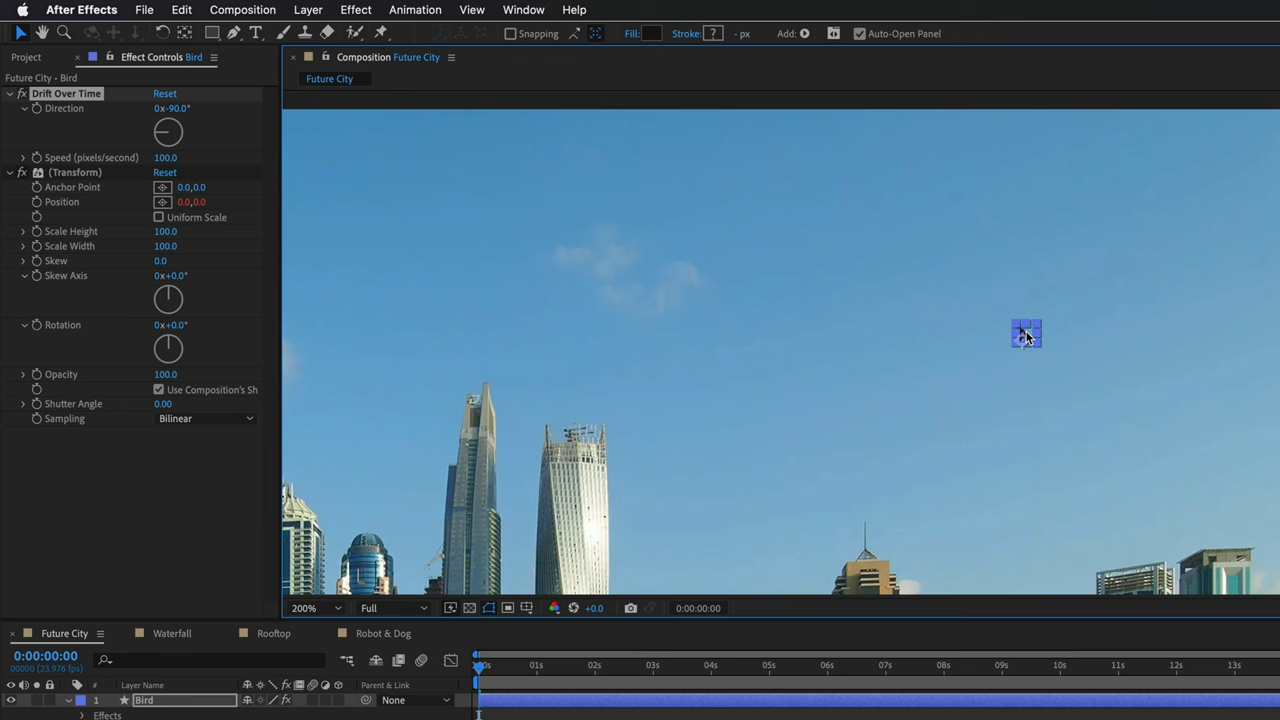 After Effects File Edit Composition Layer Effect Animation View Window Help
Snapping Fill: Stroke: ? - px Add: Auto-Open Panel
Project × Effect Controls Bird × Composition Future City
Future City • Bird
Future City
fx Drift Over Time Reset
Direction 0x-90.0°
Speed (pixels/second) 100.0
fx (Transform) Reset
Anchor Point 0.0,0.0
Position 0.0,0.0
Uniform Scale
Scale Height 100.0
Scale Width 100.0
Skew 0.0
Skew Axis 0x+0.0°
Rotation 0x+0.0°
Opacity 100.0
Use Composition's Sh
Shutter Angle 0.00
Sampling Bilinear
200% Full +0.0 0:00:00:00
× Future City Waterfall Rooftop Robot & Dog
0:00:00:00
00000 (23.976 fps)
:00s 01s 02s 03s 04s 05s 06s 07s 08s 09s 10s 11s 12s 13s
# Layer Name fx Parent & Link
1 Bird fx None
Effects